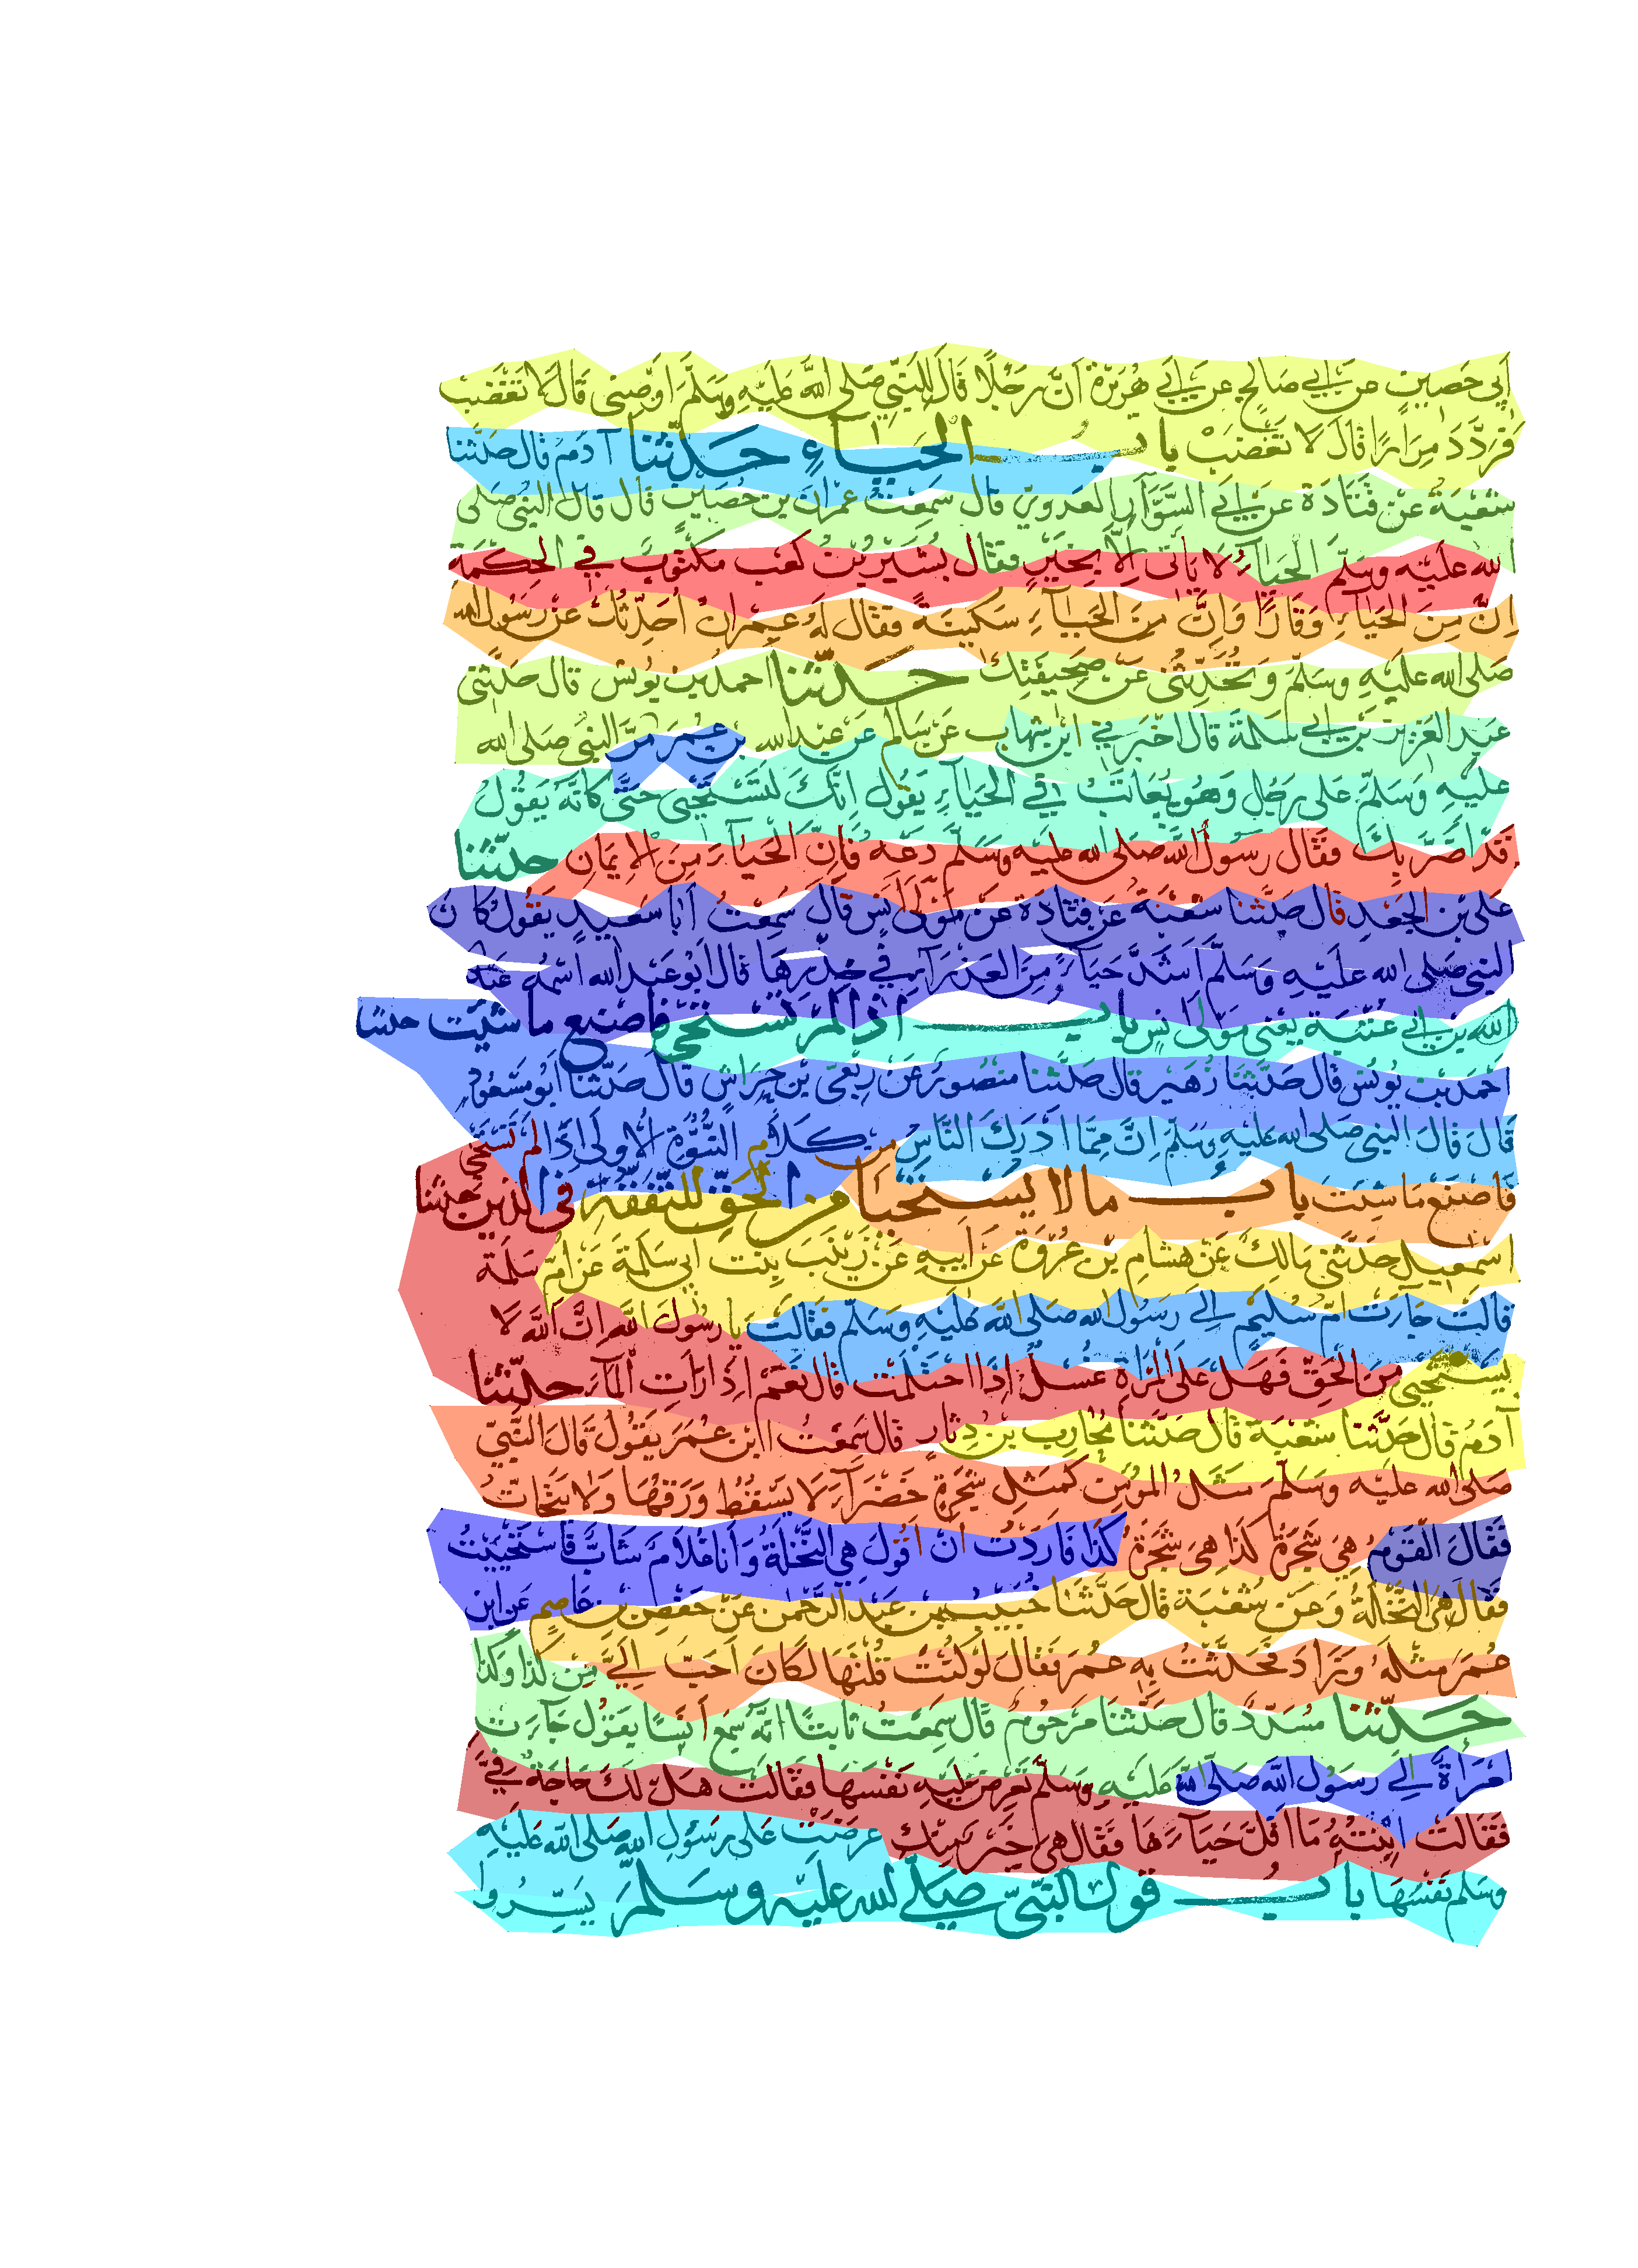 أبي حصين عن أبي صالح عن أبي هريرة أن رجلا قال للنبي صلى الله عليه وسلم أوصني قال لا تغضب
فردد مرارا قال لا تغضب باب الحياء حدثنا آدم قال حدثنا
شعبة عن قتادة عن أبي السوار العدوي قال سمعت عمران بن حصين قال قال النبي صلى
الله عليه وسلم الحياء لا يأتي إلا بخير فقال بشير بن كعب مكتوب في الحكمة
إن من الحياء وقارا وإن من الحياء سكينة فقال له عمران أحدثك عن رسول الله
صلى الله عليه وسلم وتحدثني عن صحيفتك حدثنا احمد بن يونس قال حدثني
عبد العزيز بن أبي سلمة قال اخبرني ابن شهاب عن سالم عن عبد الله بن عمر مر النبي صلى الله
عليه وسلم على رجل وهو يعاتب في الحياء يقول إنك لتستحيي حتى كأنه يقول
قد أضر بك فقال رسول الله صلى الله عليه وسلم دعه فإن الحياء من الإيمان حدثنا
على بن الجعد قال حدثنا شعبة عن قتادة عن مولى انس قال سمعت أبا سعيد يقول كان
النبي صلى الله عليه وسلم أشد حياء من العذراء في خدرها قال ابو عبد الله اسمه عبد
الله بن أبي عتبة يعني مولى انس باب اذا لم تستحي فاصنع ما شيت حدثنا
احمد بن يونس قال حدثنا زهير قال حدثنا منصور عن ربعي بن حراش قال حدثنا ابو مسعود
قال قال النبي صلى الله عليه وسلم إن مما أدرك الناس من كلام النبوة الاولى إذا لم تستحي
فاصنع ما شيت باب ما لا يستحيا من الحق للتفقه في الدين حدثنا
اسمعيل حدثني مالك عن هشام بن عروة عن أبيه عن زينب بنت ابي سلمة عن أم سلمة
قالت جاءت أم سليم إلى رسول الله صلى الله عليه وسلم فقالت يا رسول الله إن الله لا
يستحيي من الحق فهل على المرأة غسل إذا احتلمت قال نعم إذا رأت الماء حدثنا
آدم قال حدثنا شعبة قال حدثنا محارب بن دثار قال سمعت ابن عمر يقول قال النبي
صلى الله عليه وسلم مثل المؤمن كمثل شجرة خضراء لا يسقط ورقها ولا يتحات
فقال القوم هي شجرة كذا هي شجرة كذا فأردت أن أقول هي النخلة وأنا غلام شاب فاستحييت
فقال هي النخلة وعن شعبة قال حدثنا خبيب بن عبد الرحمن عن حفص بن عاصم عن ابن
عمر مثله وزاد فحدثت به عمر فقال لو كنت قلتها لكان أحب إلي من كذا وكذا
حدثنا مسدد قال حدثنا مرحوم قال سمعت ثابتا انه سمع أنسا يقول جاءت
امرأة إلى رسول الله صلى الله عليه وسلم تعرض عليه نفسها فقالت هل لك حاجة في
فقالت ابنته ما أقل حياءها فقال هي خير منك عرضت على رسول الله صلى الله عليه
وسلم نفسها باب قول النبي صلى الله عليه وسلم يسروا